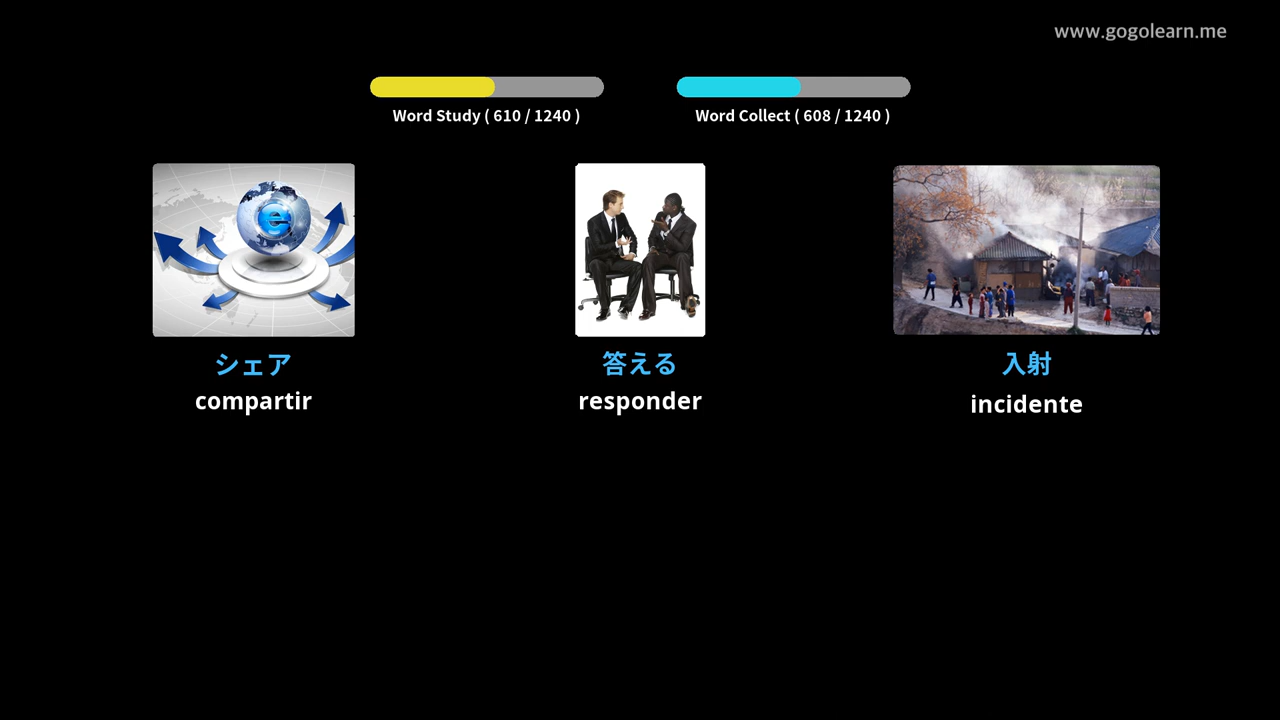 www.gogolearn.me
Word Study ( 610 / 1240 )
Word Collect ( 608 / 1240 )
e
シェア
答える
入射
compartir
responder
incidente